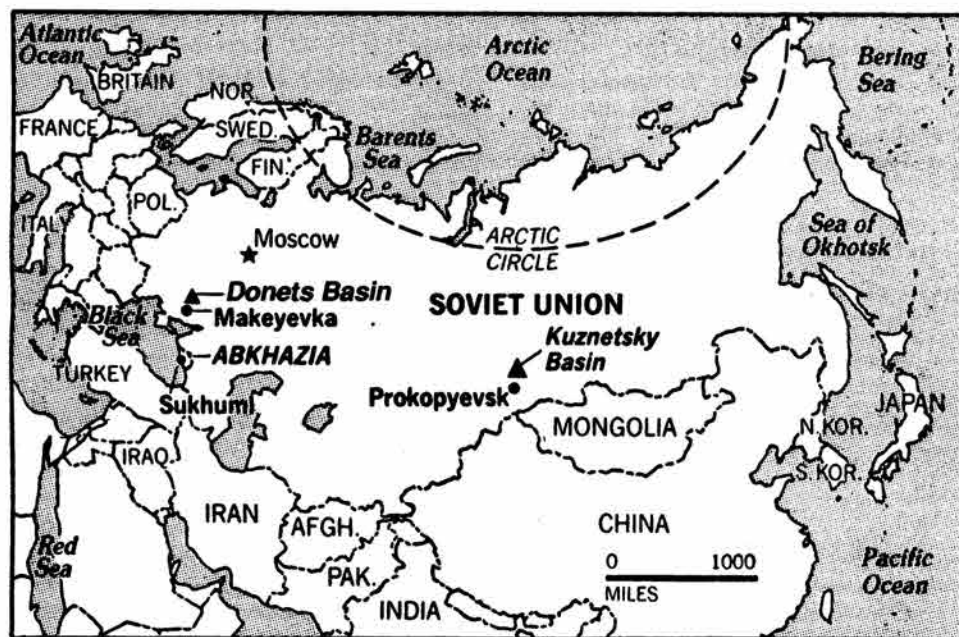 Atlantic
Ocean
Arctic
Ocean
Bering
Sea
BRITAIN
NOR.
FRANCE
SWED.
Barents
Sea
FIN.
POL.
ITALY
Sea of
Okhotsk
Moscow
ARCTIC
CIRCLE
Donets Basin
SOVIET UNION
Black
Sea
Makeyevka
Kuznetsky
Basin
ABKHAZIA
TURKEY
Prokopyevsk
Sukhumi
JAPAN
MONGOLIA
N. KOR.
IRAQ
S. KOR.
IRAN
AFGH.
CHINA
Red
Sea
PAK.
0 1000
MILES
Pacific
Ocean
INDIA